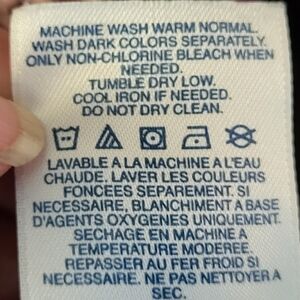 MACHINE WASH WARM NORMAL.
WASH DARK COLORS SEPARATELY.
ONLY NON-CHLORINE BLEACH WHEN
NEEDED.
TUMBLE DRY LOW.
COOL IRON IF NEEDED.
DO NOT DRY CLEAN.
LAVABLE A LA MACHINE A L'EAU
CHAUDE. LAVER LES COULEURS
FONCÉES SEPAREMENT. SI
NECESSAIRE, BLANCHIMENT A BASE
D'AGENTS OXYGENES UNIQUEMENT.
SECHAGE EN MACHINE A
TEMPERATURE MODEREE.
REPASSER AU FER FROID SI
NECESSAIRE. NE PAS NETTOYER A
SEC.